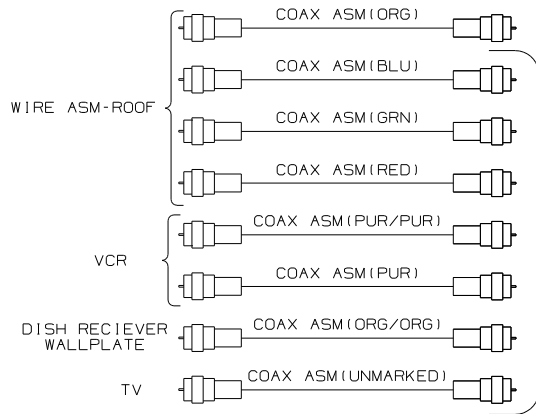 COAX ASM(ORG)
COAX ASM(BLU)
WIRE ASM-ROOF
COAX ASM(GRN)
COAX ASM(RED)
COAX ASM(PUR/PUR)
VCR
COAX ASM(PUR)
DISH RECIEVER
WALLPLATE
COAX ASM(ORG/ORG)
TV
COAX ASM(UNMARKED)